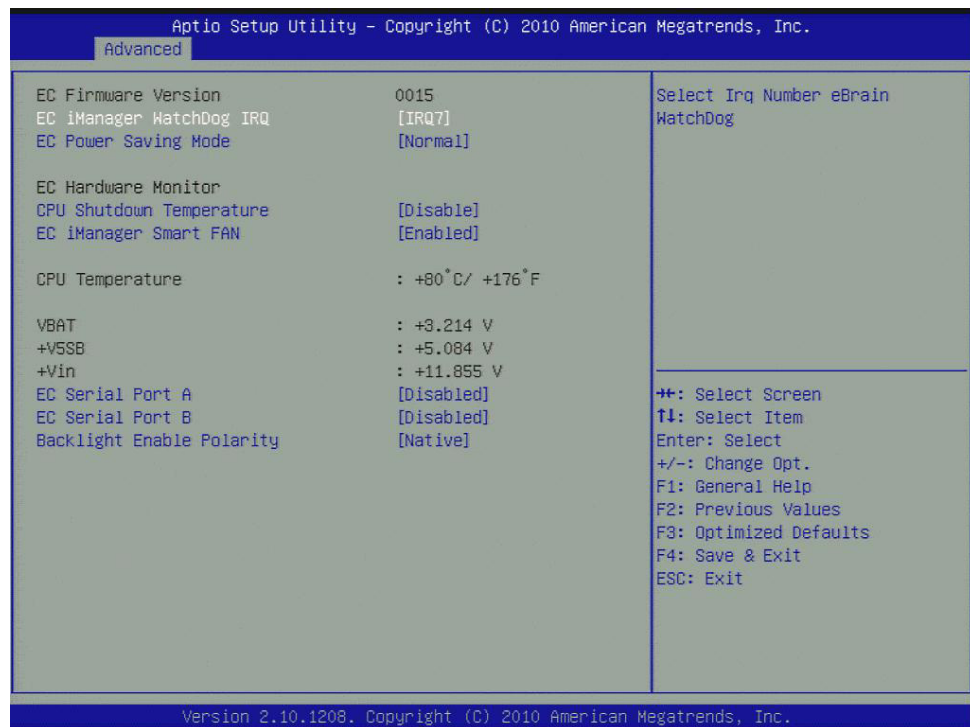 Aptio Setup Utility – Copyright (C) 2010 American Megatrends, Inc.
Advanced
EC Firmware Version 0015
EC iManager WatchDog IRQ [IRQ7]
EC Power Saving Mode [Normal]
EC Hardware Monitor
CPU Shutdown Temperature [Disable]
EC iManager Smart FAN [Enabled]
CPU Temperature : +80°C/ +176°F
VBAT : +3.214 V
+V5SB : +5.084 V
+Vin : +11.855 V
EC Serial Port A [Disabled]
EC Serial Port B [Disabled]
Backlight Enable Polarity [Native]
Select Irq Number eBrain
WatchDog
→←: Select Screen
↑↓: Select Item
Enter: Select
+/-: Change Opt.
F1: General Help
F2: Previous Values
F3: Optimized Defaults
F4: Save & Exit
ESC: Exit
Version 2.10.1208. Copyright (C) 2010 American Megatrends, Inc.